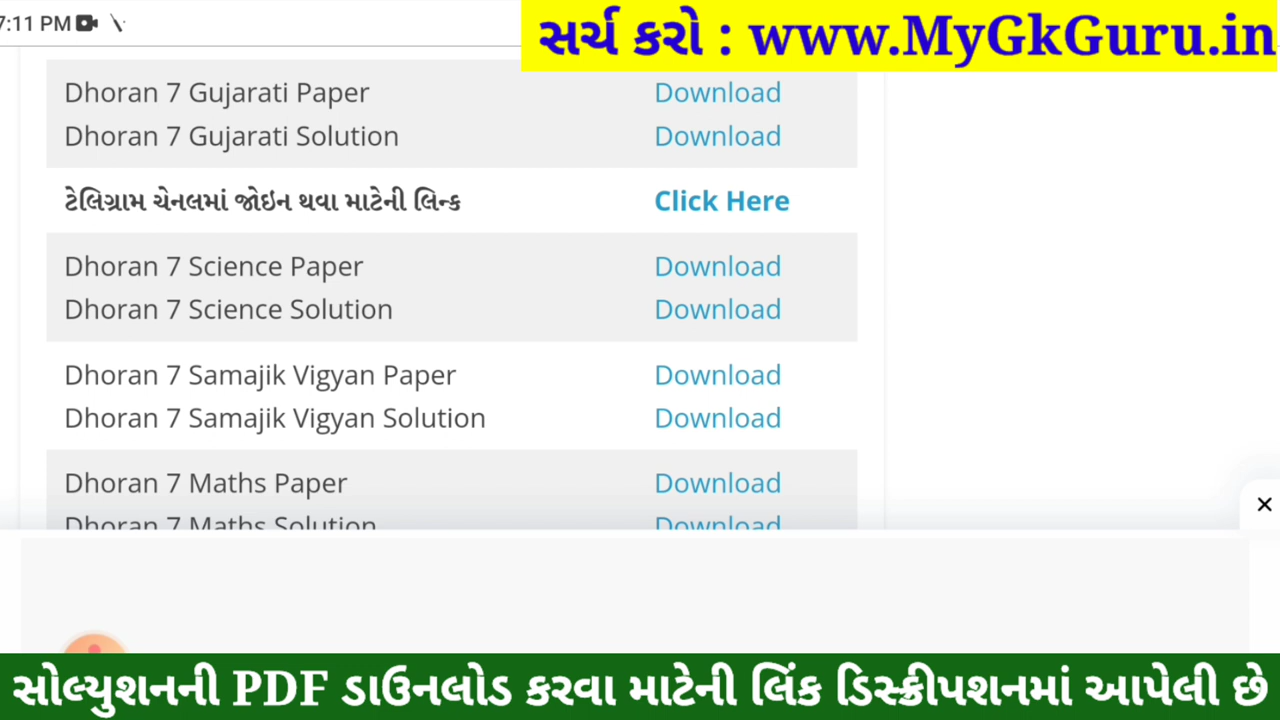 7:11 PM
સર્ચ કરો : www.MyGkGuru.in
Dhoran 7 Gujarati Paper Download
Dhoran 7 Gujarati Solution Download
ટેલિગ્રામ ચેનલમાં જોઇન થવા માટેની લિન્ક Click Here
Dhoran 7 Science Paper Download
Dhoran 7 Science Solution Download
Dhoran 7 Samajik Vigyan Paper Download
Dhoran 7 Samajik Vigyan Solution Download
Dhoran 7 Maths Paper Download
Dhoran 7 Maths Solution Download
સોલ્યુશનની PDF ડાઉનલોડ કરવા માટેની લિંક ડિસ્ક્રીપશનમાં આપેલી છે